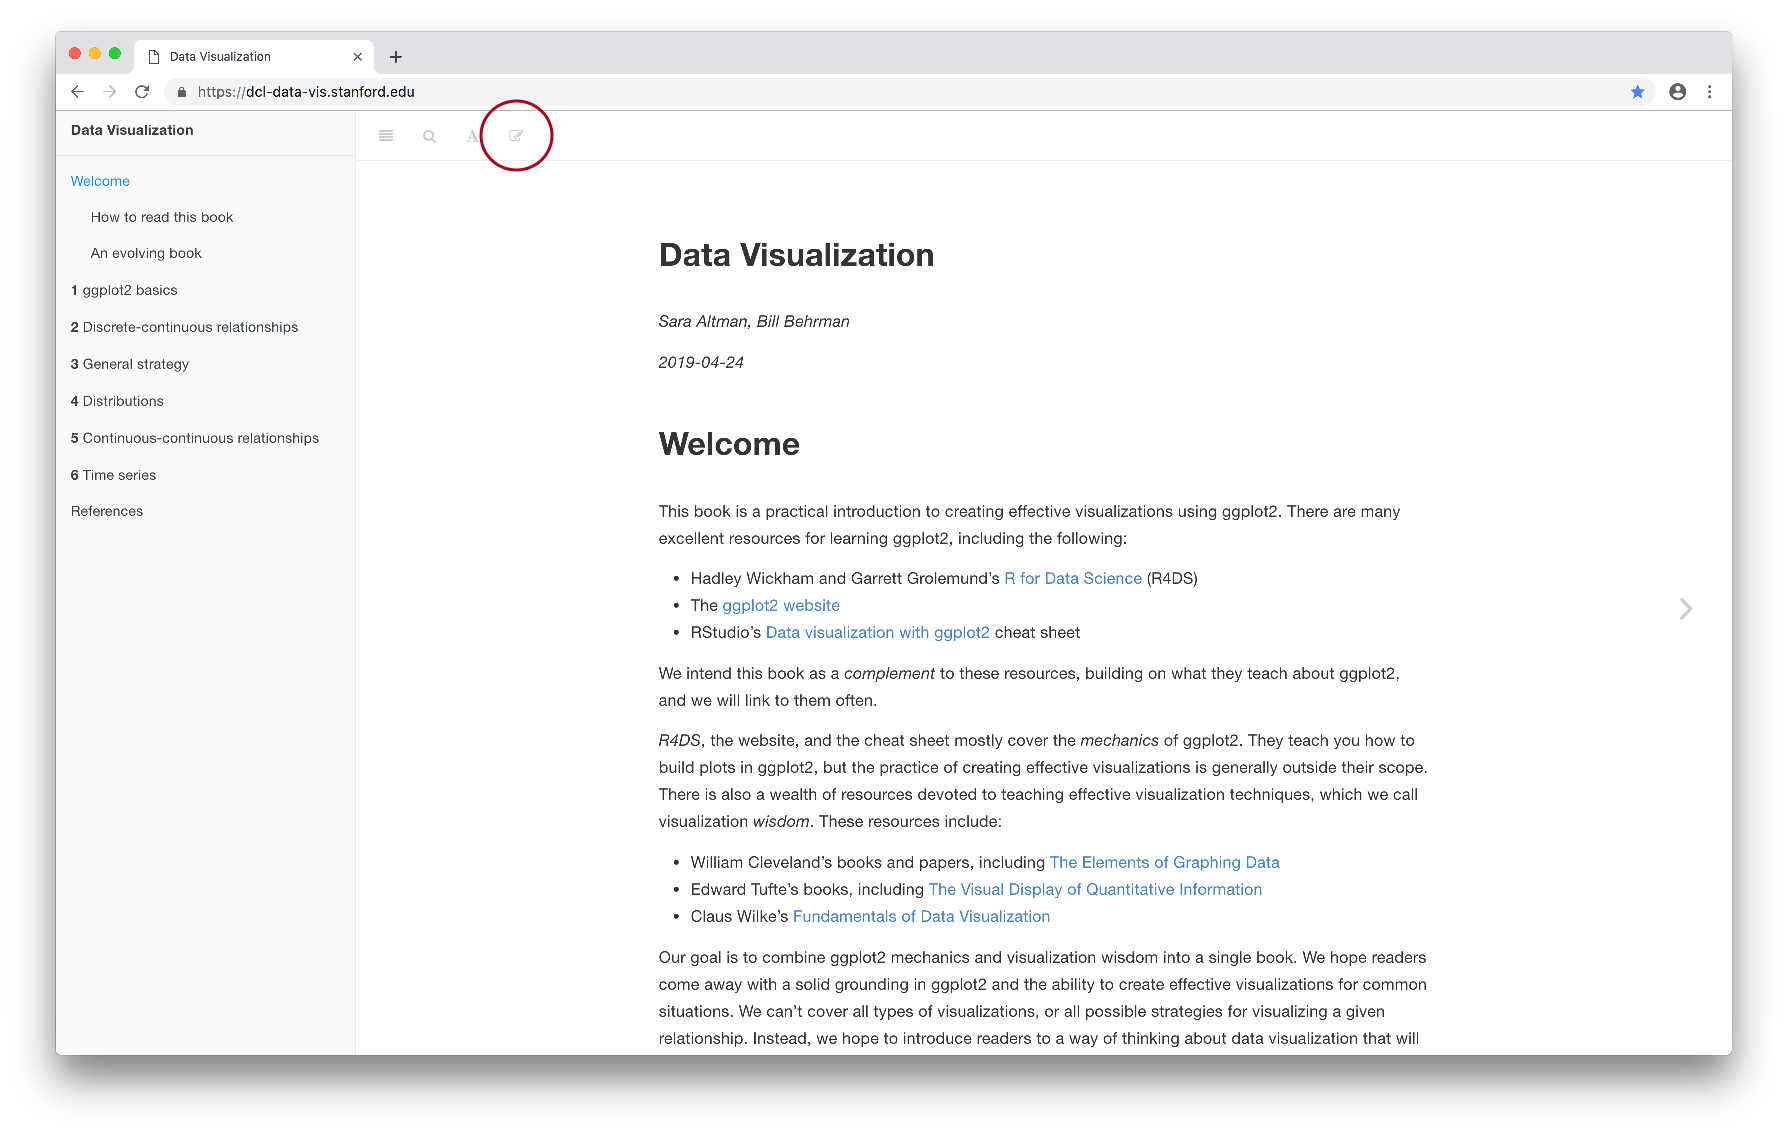 Data Visualization
https://dcl-data-vis.stanford.edu
Data Visualization
A
Welcome
How to read this book
An evolving book
1 ggplot2 basics
2 Discrete-continuous relationships
3 General strategy
4 Distributions
5 Continuous-continuous relationships
6 Time series
References
Data Visualization
Sara Altman, Bill Behrman
2019-04-24
Welcome
This book is a practical introduction to creating effective visualizations using ggplot2. There are many
excellent resources for learning ggplot2, including the following:
• Hadley Wickham and Garrett Grolemund’s R for Data Science (R4DS)
• The ggplot2 website
• RStudio’s Data visualization with ggplot2 cheat sheet
We intend this book as a complement to these resources, building on what they teach about ggplot2,
and we will link to them often.
R4DS, the website, and the cheat sheet mostly cover the mechanics of ggplot2. They teach you how to
build plots in ggplot2, but the practice of creating effective visualizations is generally outside their scope.
There is also a wealth of resources devoted to teaching effective visualization techniques, which we call
visualization wisdom. These resources include:
• William Cleveland’s books and papers, including The Elements of Graphing Data
• Edward Tufte’s books, including The Visual Display of Quantitative Information
• Claus Wilke’s Fundamentals of Data Visualization
Our goal is to combine ggplot2 mechanics and visualization wisdom into a single book. We hope readers
come away with a solid grounding in ggplot2 and the ability to create effective visualizations for common
situations. We can’t cover all types of visualizations, or all possible strategies for visualizing a given
relationship. Instead, we hope to introduce readers to a way of thinking about data visualization that will